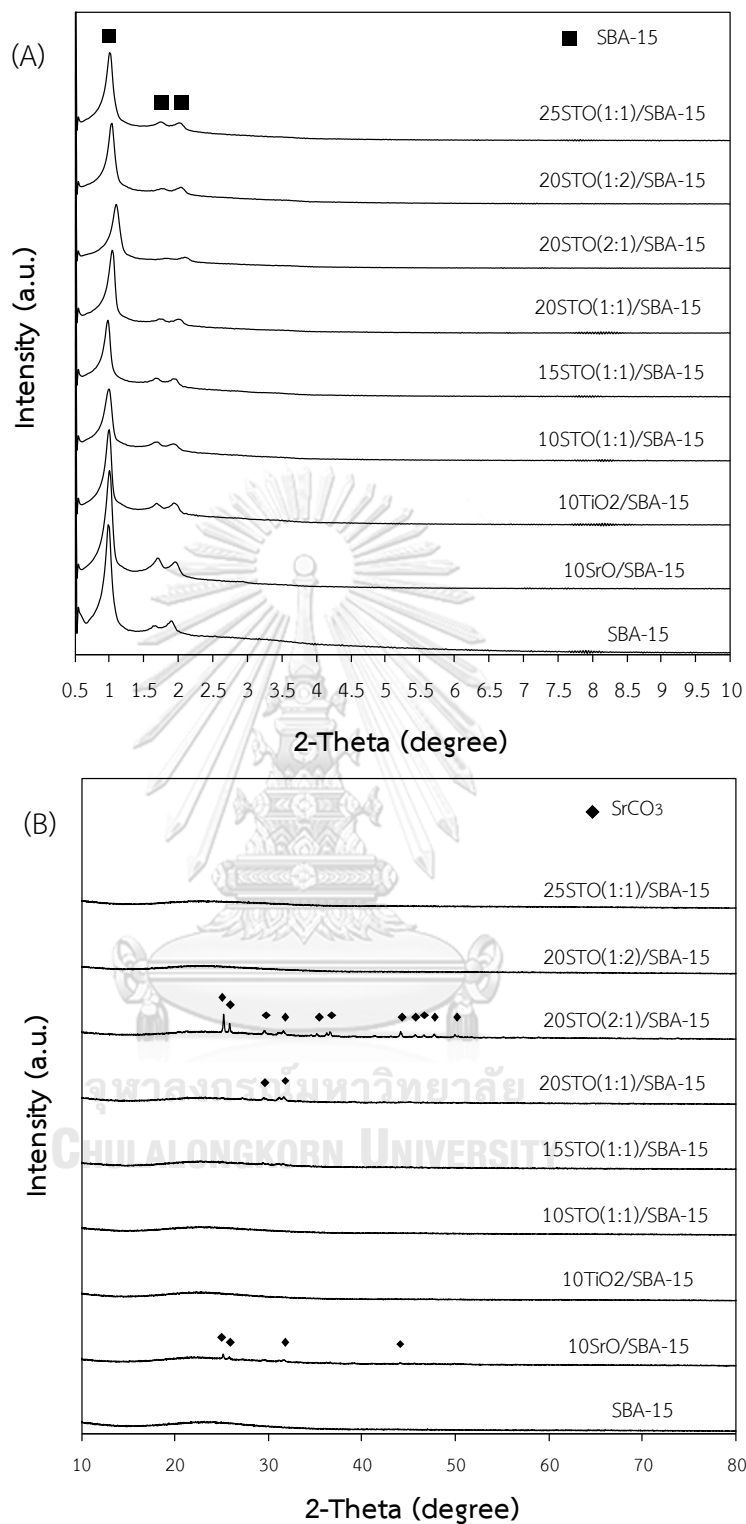 (A)
■ SBA-15
25STO(1:1)/SBA-15
20STO(1:2)/SBA-15
20STO(2:1)/SBA-15
20STO(1:1)/SBA-15
15STO(1:1)/SBA-15
10STO(1:1)/SBA-15
10TiO2/SBA-15
10SrO/SBA-15
SBA-15
Intensity (a.u.)
0.5 1 1.5 2 2.5 3 3.5 4 4.5 5 5.5 6 6.5 7 7.5 8 8.5 9 9.5 10
2-Theta (degree)
(B)
◆ SrCO3
25STO(1:1)/SBA-15
20STO(1:2)/SBA-15
20STO(2:1)/SBA-15
20STO(1:1)/SBA-15
จุฬาลงกรณ์มหาวิทยาลัย
CHULALONGKORN UNIVERSITY
15STO(1:1)/SBA-15
10STO(1:1)/SBA-15
10TiO2/SBA-15
10SrO/SBA-15
SBA-15
Intensity (a.u.)
10 20 30 40 50 60 70 80
2-Theta (degree)